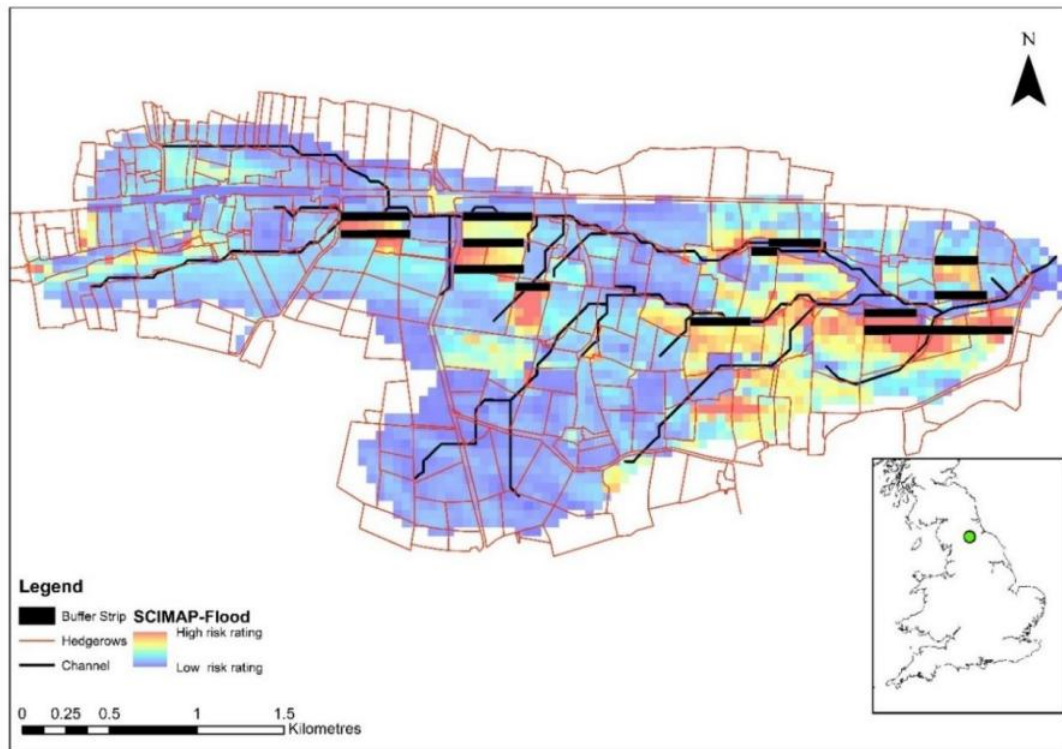 N
Legend
Buffer Strip SCIMAP-Flood
High risk rating
Hedgerows
Channel
Low risk rating
0 0.25 0.5 1 1.5
Kilometres